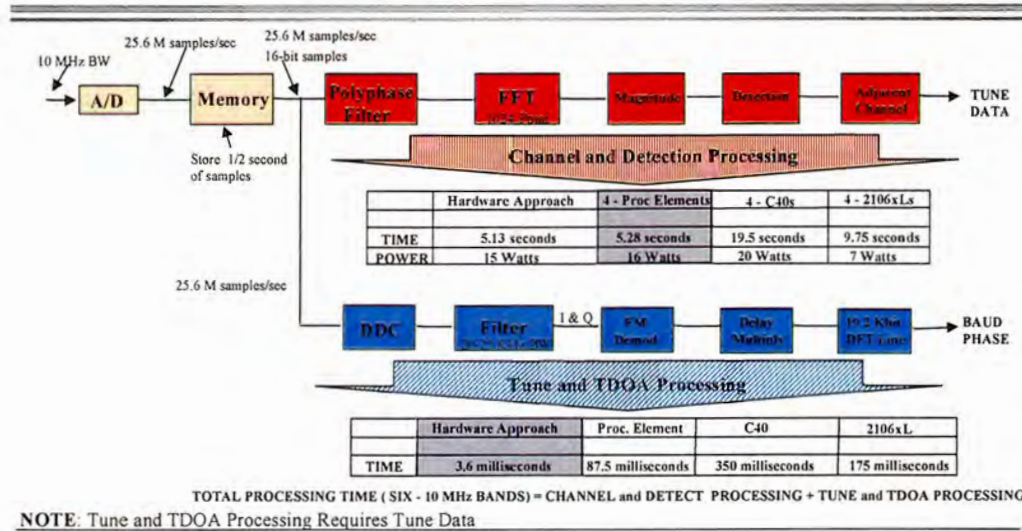 25.6 M samples/sec
25.6 M samples/sec
16-bit samples
10 MHz BW
A/D
Memory
Polyphase
Filter
FFT
1024 Point
Magnitude
Detection
Adjacent
Channel
TUNE
DATA
Store 1/2 second
of samples
Channel and Detection Processing
Hardware Approach 4 - Proc Elements 4 - C40s 4 - 2106xLs
TIME 5.13 seconds 5.28 seconds 19.5 seconds 9.75 seconds
POWER 15 Watts 16 Watts 20 Watts 7 Watts
25.6 M samples/sec
DDC
Filter
I & Q
FM
Demod
Delay
Multiply
19.2 Khz
BAUD
PHASE
Tune and TDOA Processing
Hardware Approach Proc. Element C40 2106xL
TIME 3.6 milliseconds 87.5 milliseconds 350 milliseconds 175 milliseconds
TOTAL PROCESSING TIME ( SIX - 10 MHz BANDS) = CHANNEL and DETECT PROCESSING + TUNE and TDOA PROCESSING
NOTE: Tune and TDOA Processing Requires Tune Data